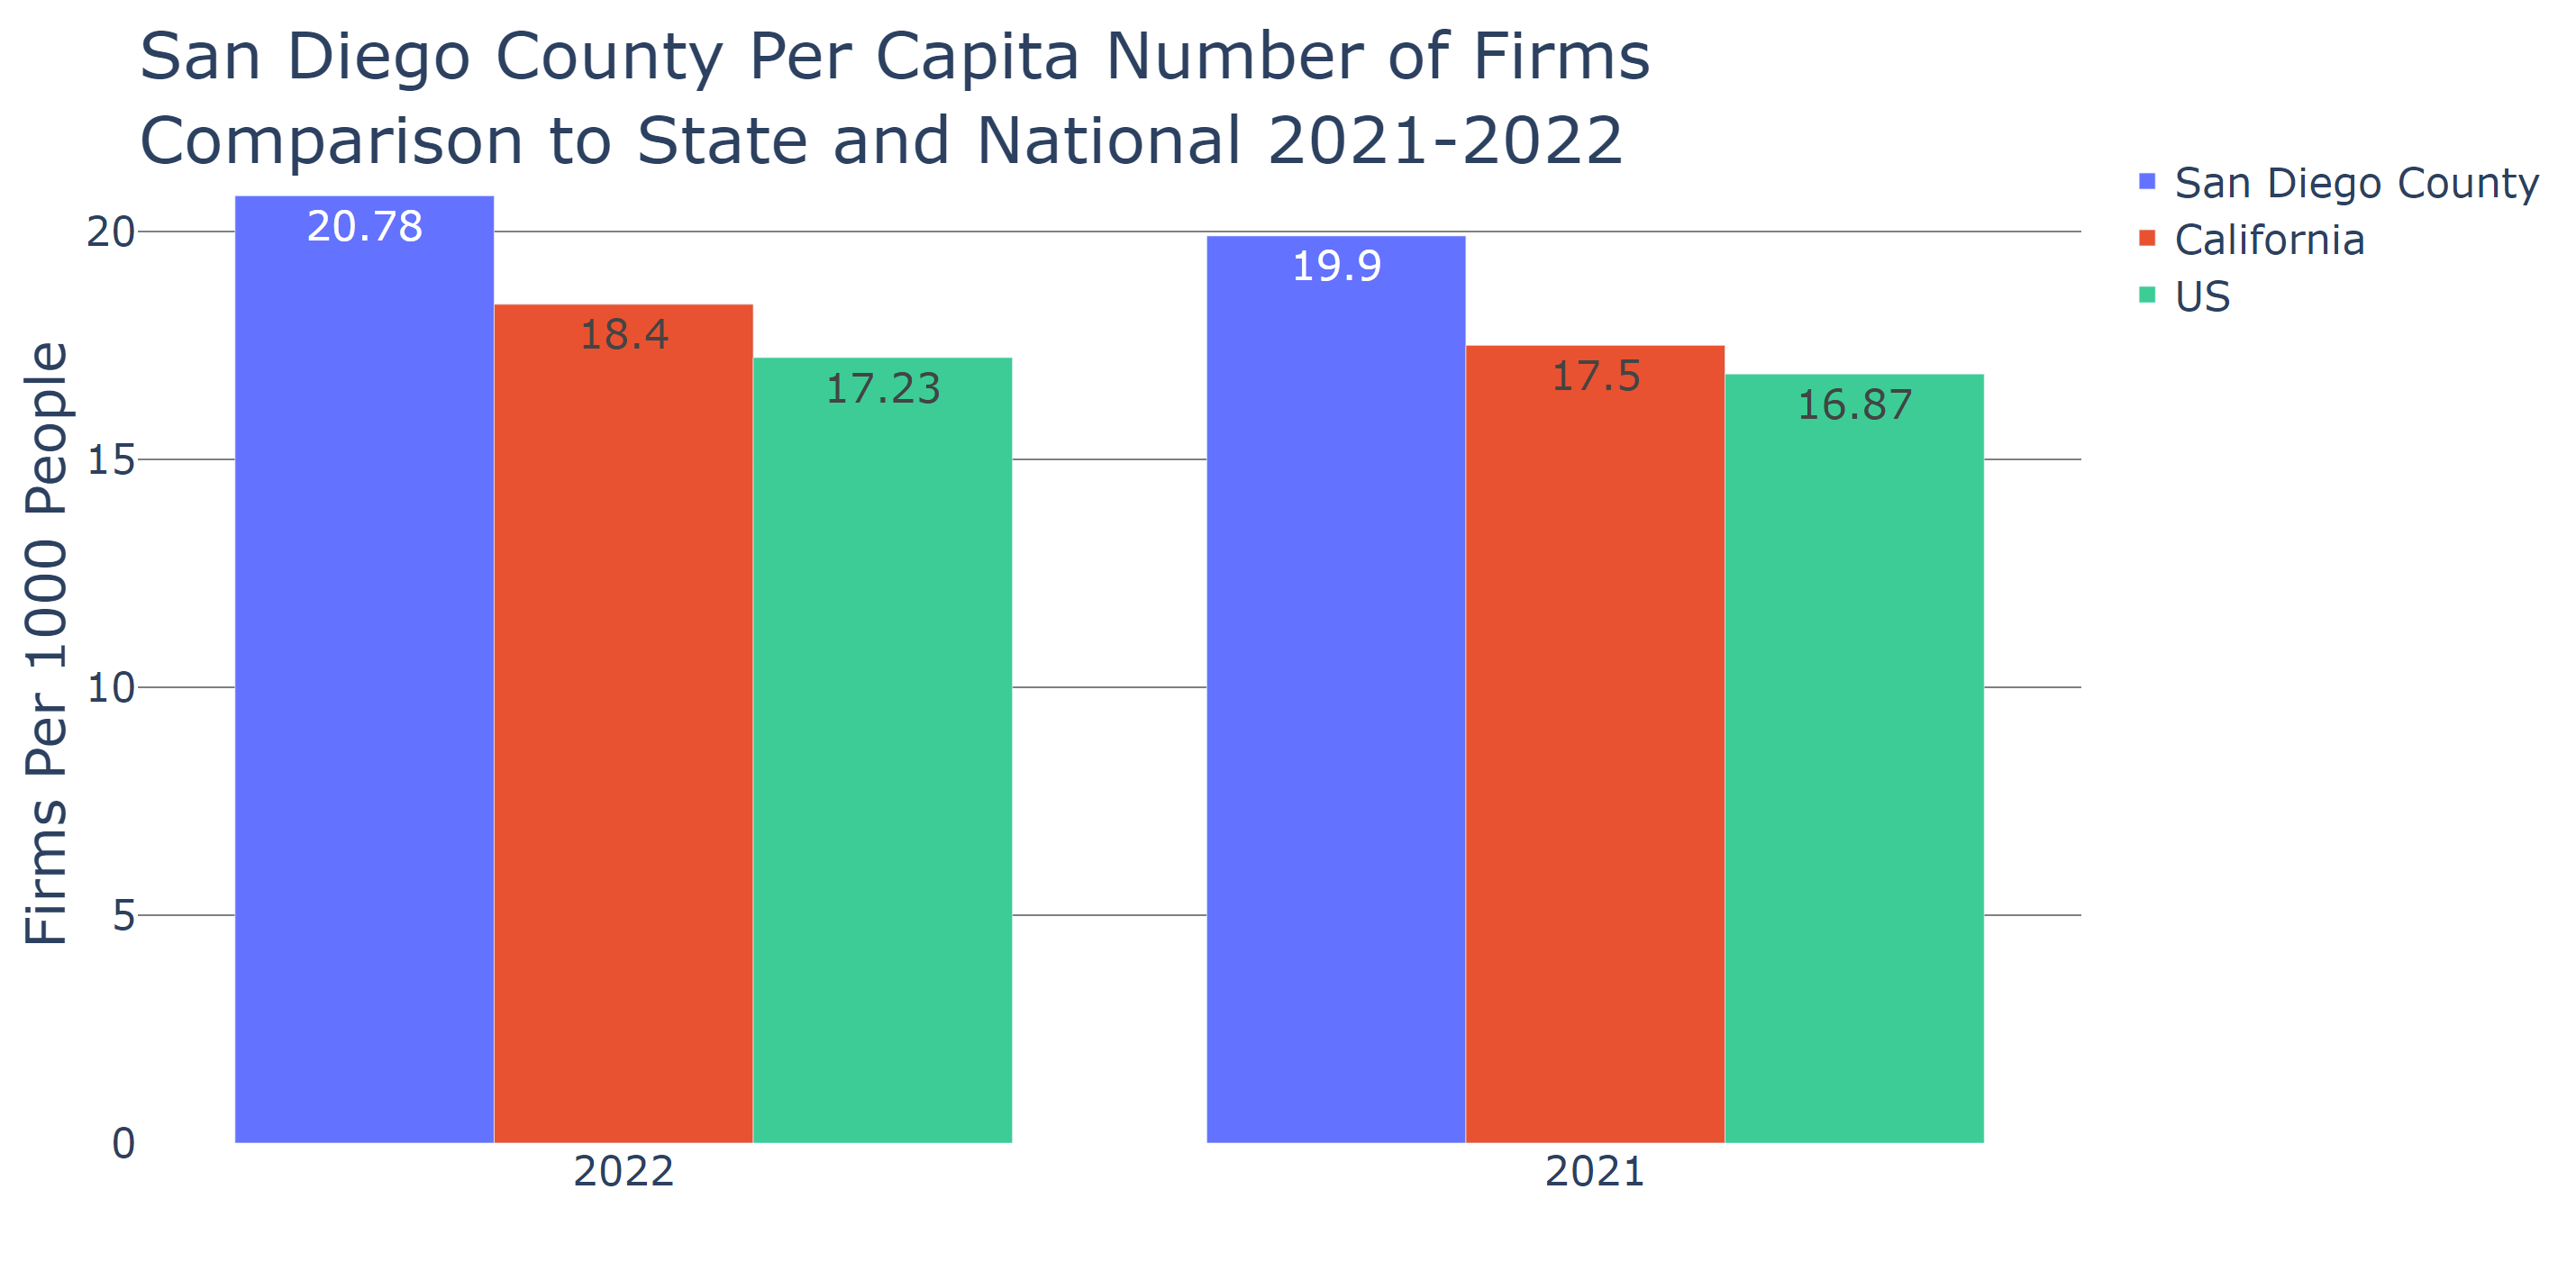 San Diego County Per Capita Number of Firms
Comparison to State and National 2021-2022
San Diego County
California
US
Firms Per 1000 People
20
15
10
5
0
20.78
18.4
17.23
19.9
17.5
16.87
2022
2021